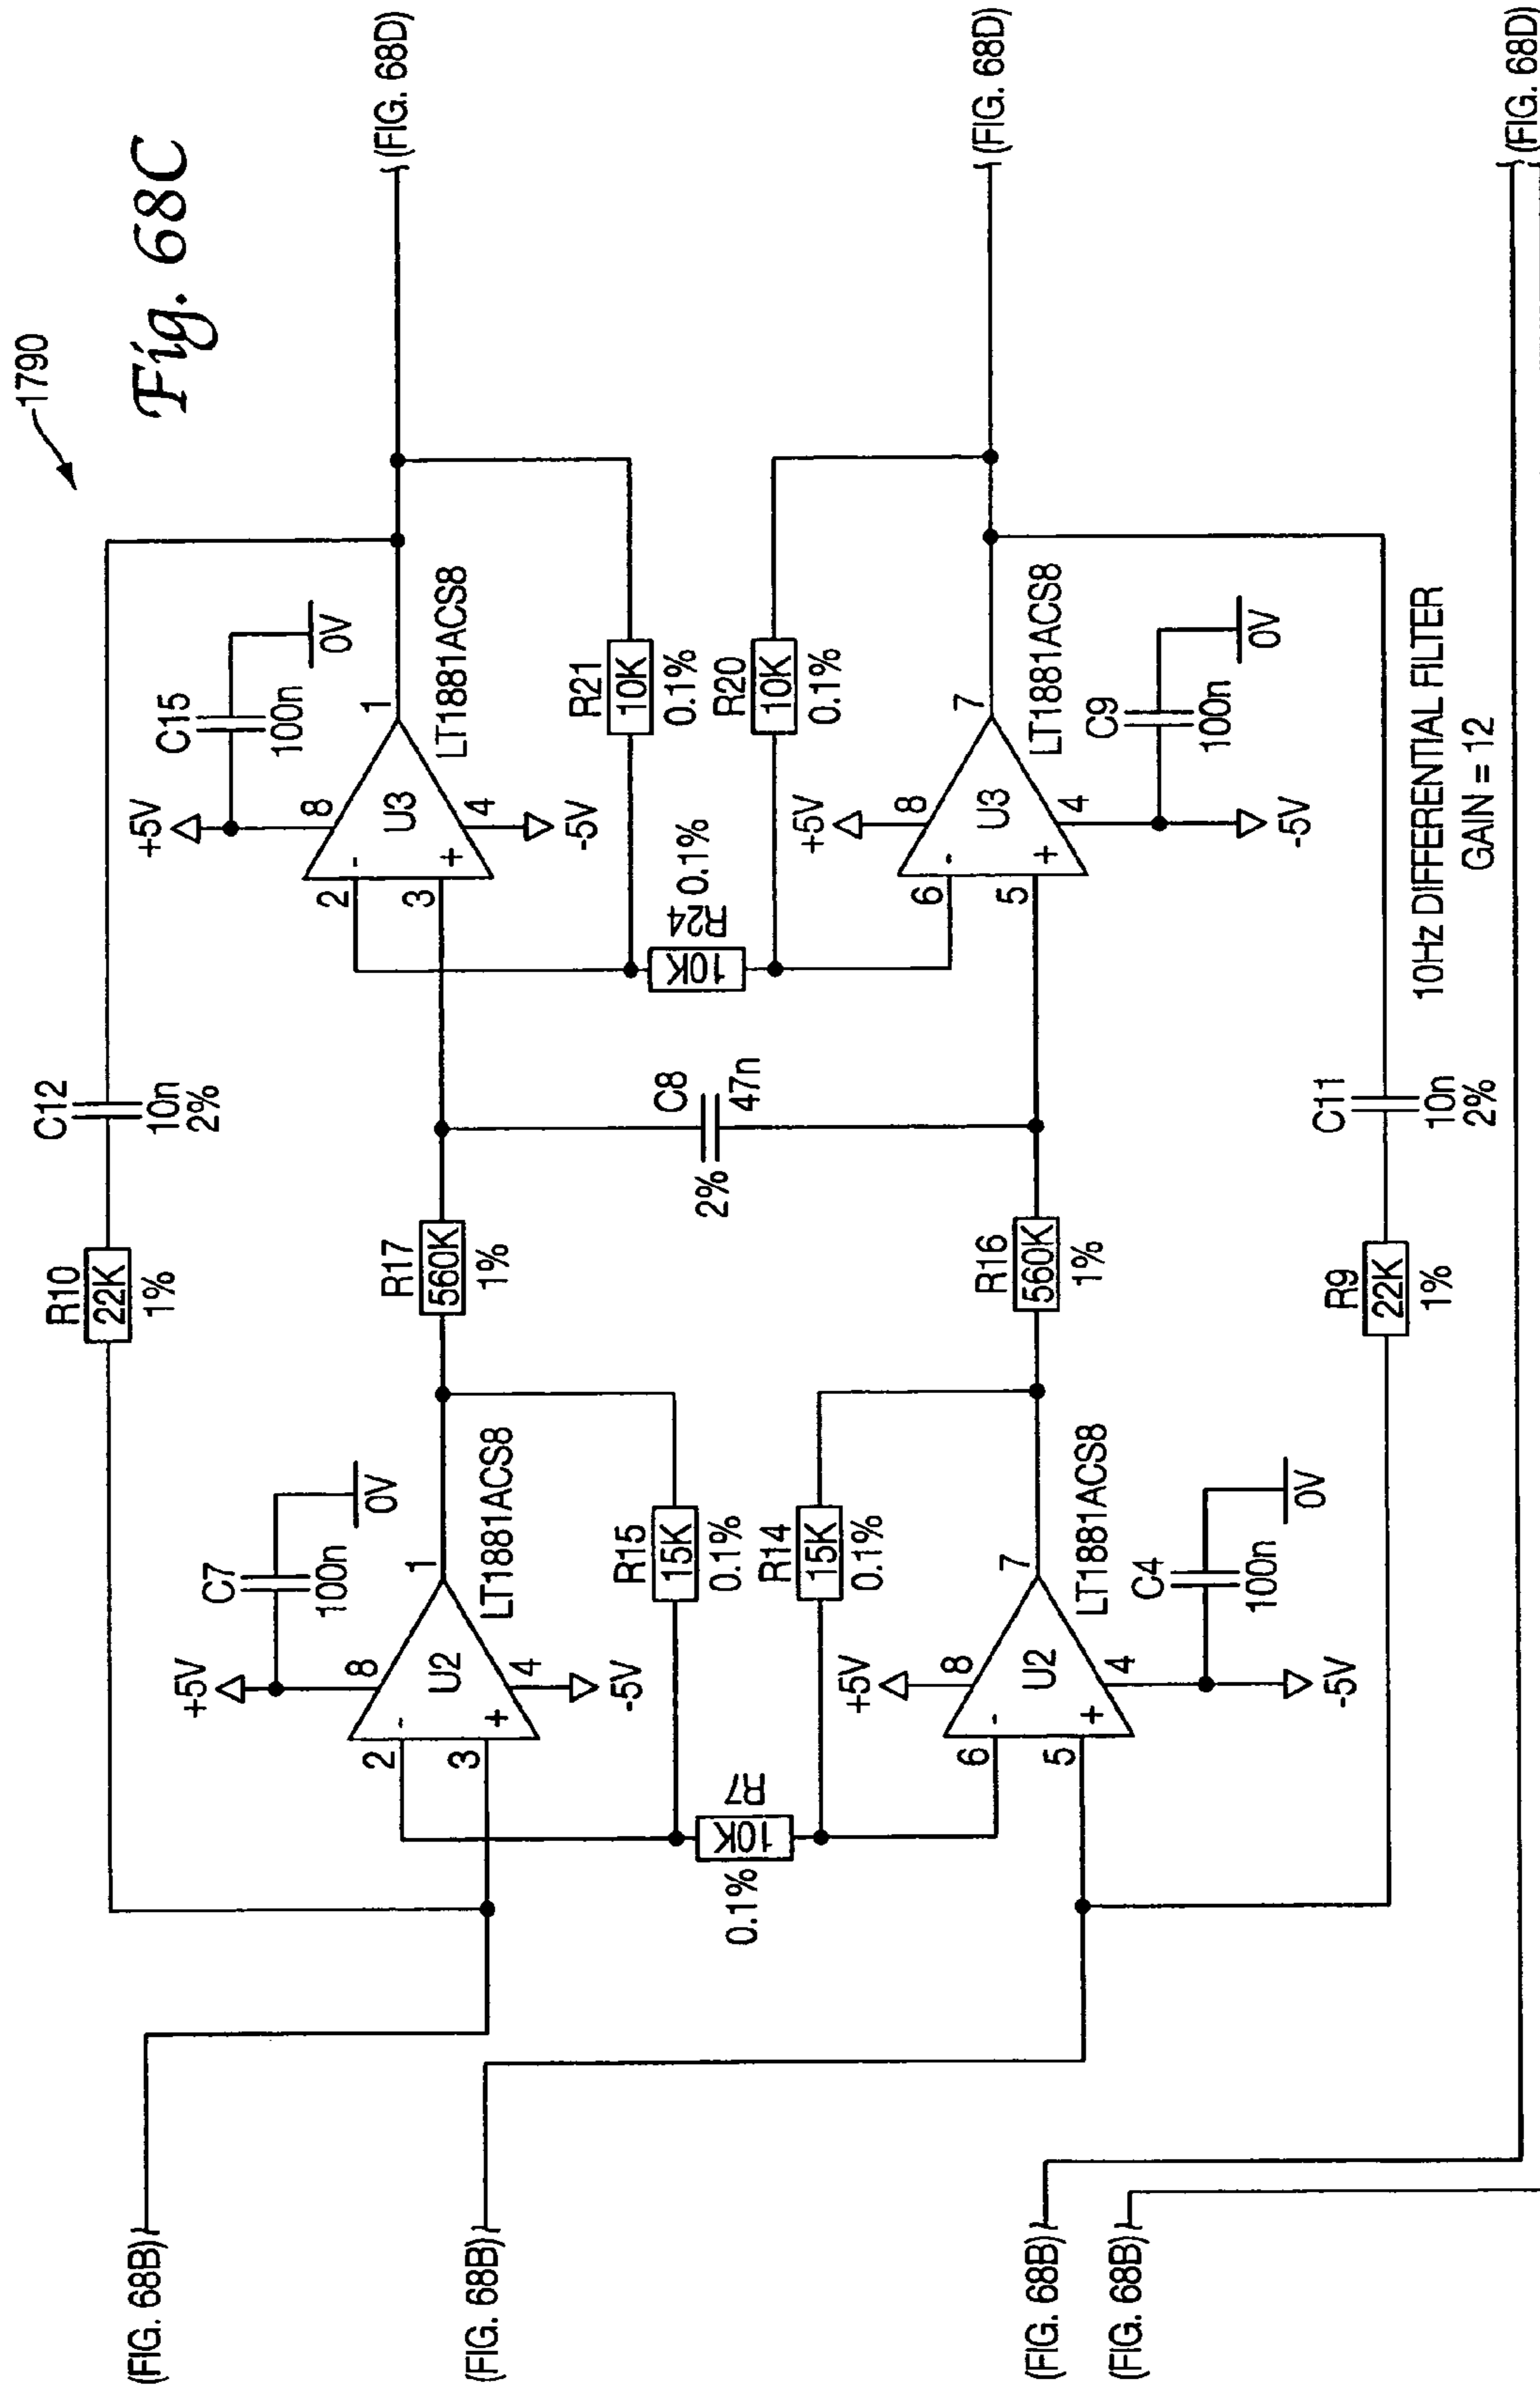 1790
Fig. 68C
(FIG. 68B)
(FIG. 68B)
(FIG. 68B)
(FIG. 68B)
R10
22K
1%
C12
10n
2%
+5V
C7
100n
0V
8
2
-
3
+
U2
1
4
-5V
LT1881ACS8
R15
15K
0.1%
R7
10K
0.1%
R14
15K
0.1%
+5V
8
6
-
5
+
U2
7
4
-5V
LT1881ACS8
C4
100n
0V
R17
560K
1%
C8
47n
2%
R16
560K
1%
+5V
C15
100n
0V
8
2
-
3
+
U3
1
4
-5V
LT1881ACS8
R21
10K
0.1%
R24
10K
0.1%
R20
10K
0.1%
+5V
8
6
-
5
+
U3
7
4
-5V
LT1881ACS8
C9
100n
0V
R9
22K
1%
C11
10n
2%
10Hz DIFFERENTIAL FILTER
GAIN = 12
(FIG. 68D)
(FIG. 68D)
(FIG. 68D)